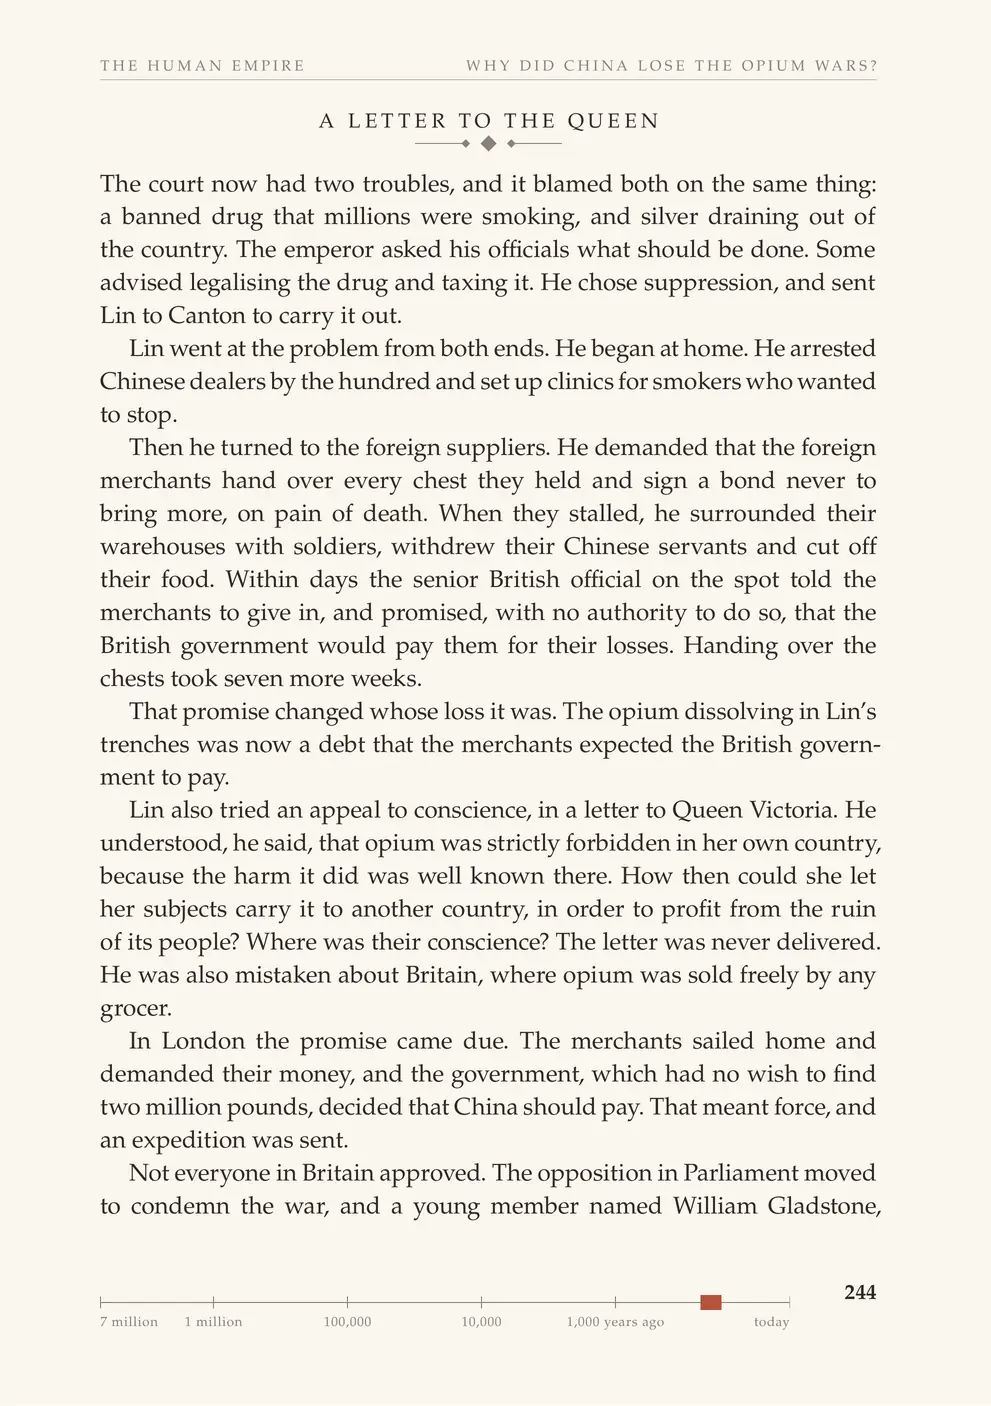 THE HUMAN EMPIRE
WHY DID CHINA LOSE THE OPIUM WARS?
A LETTER TO THE QUEEN
The court now had two troubles, and it blamed both on the same thing:
a banned drug that millions were smoking, and silver draining out of
the country. The emperor asked his officials what should be done. Some
advised legalising the drug and taxing it. He chose suppression, and sent
Lin to Canton to carry it out.
Lin went at the problem from both ends. He began at home. He arrested
Chinese dealers by the hundred and set up clinics for smokers who wanted
to stop.
Then he turned to the foreign suppliers. He demanded that the foreign
merchants hand over every chest they held and sign a bond never to
bring more, on pain of death. When they stalled, he surrounded their
warehouses with soldiers, withdrew their Chinese servants and cut off
their food. Within days the senior British official on the spot told the
merchants to give in, and promised, with no authority to do so, that the
British government would pay them for their losses. Handing over the
chests took seven more weeks.
That promise changed whose loss it was. The opium dissolving in Lin's
trenches was now a debt that the merchants expected the British govern-
ment to pay.
Lin also tried an appeal to conscience, in a letter to Queen Victoria. He
understood, he said, that opium was strictly forbidden in her own country,
because the harm it did was well known there. How then could she let
her subjects carry it to another country, in order to profit from the ruin
of its people? Where was their conscience? The letter was never delivered.
He was also mistaken about Britain, where opium was sold freely by any
grocer.
In London the promise came due. The merchants sailed home and
demanded their money, and the government, which had no wish to find
two million pounds, decided that China should pay. That meant force, and
an expedition was sent.
Not everyone in Britain approved. The opposition in Parliament moved
to condemn the war, and a young member named William Gladstone,
244
7 million
1 million
100,000
10,000
1,000 years ago
today